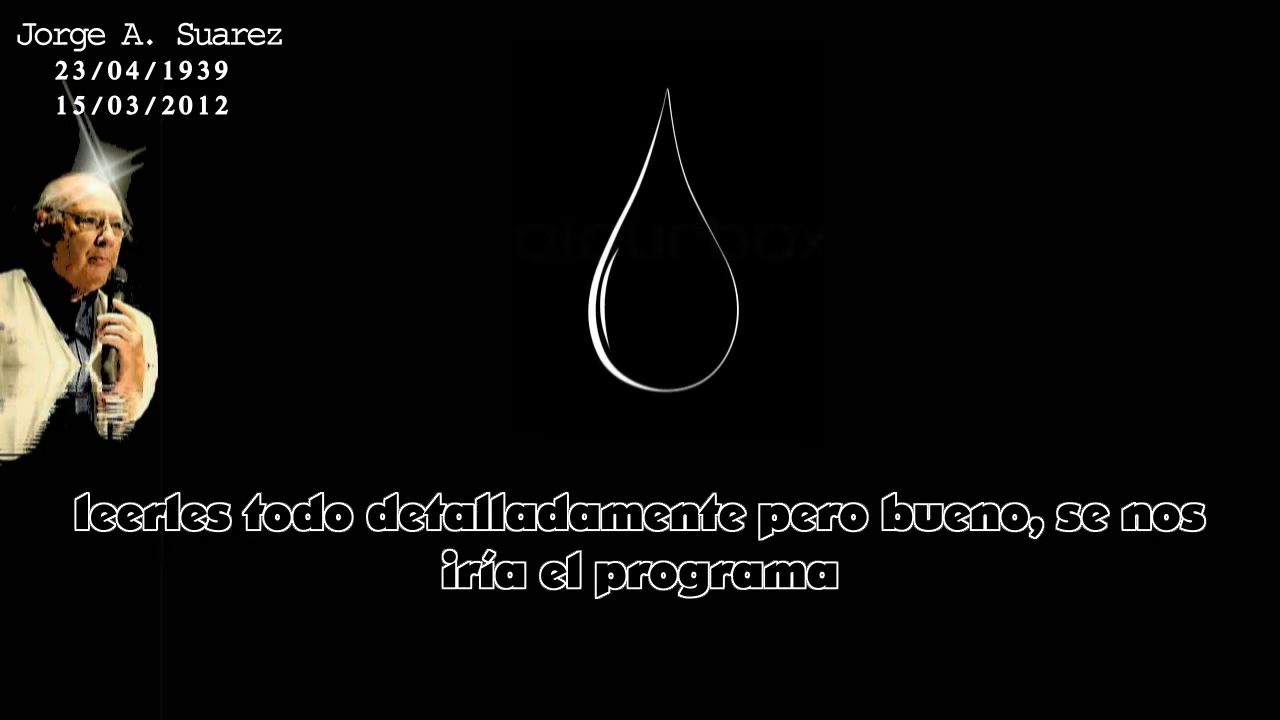 Jorge A. Suarez
23/04/1939
15/03/2012
leerles todo detalladamente pero bueno, se nos
iría el programa